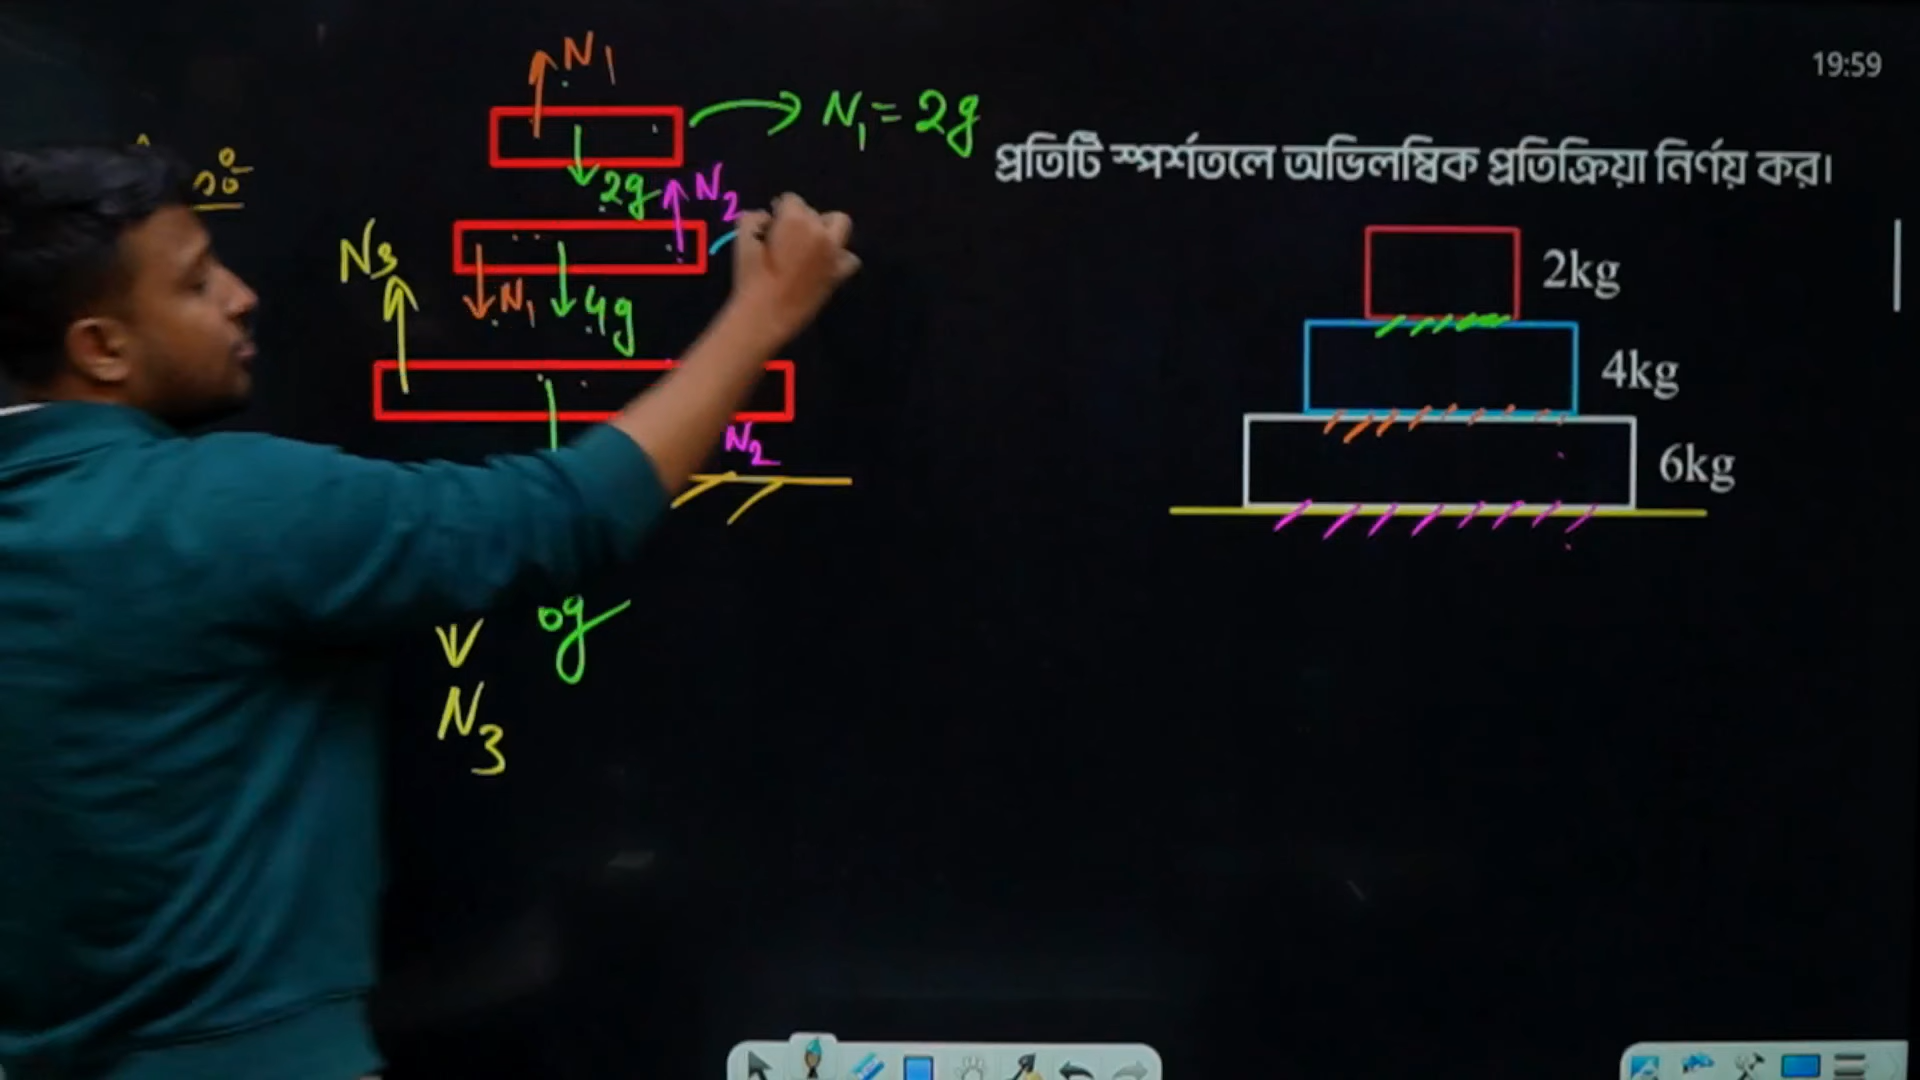 19:59
N1
N1 = 2g
প্রতিটি স্পর্শতলে অভিলম্বিক প্রতিক্রিয়া নির্ণয় কর।
2g
N2
N3
2kg
N1
4g
4kg
N2
6kg
N3